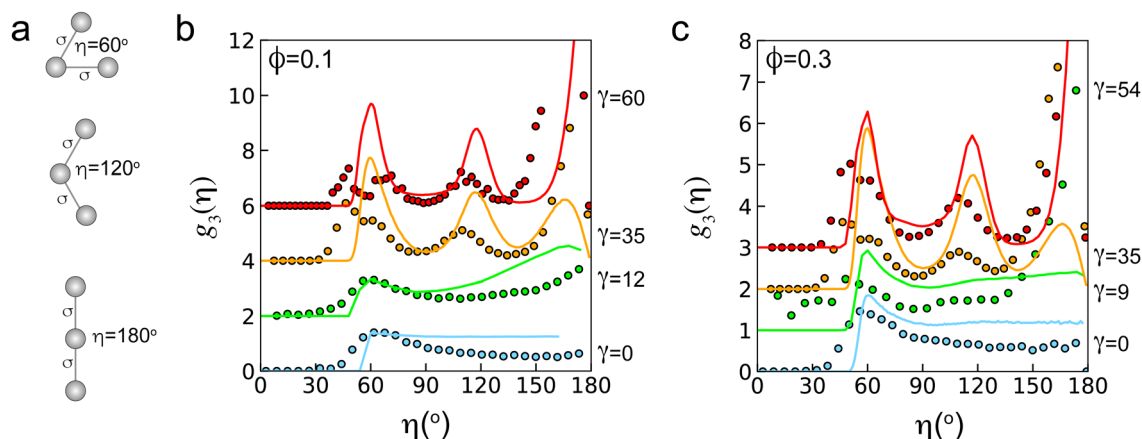 a
σ
η=60°
σ
σ
η=120°
σ
σ
η=180°
σ
b
ϕ=0.1
g₃(η)
12
10
8
6
4
2
0
0 30 60 90 120 150 180
η(°)
γ=60
γ=35
γ=12
γ=0
c
ϕ=0.3
g₃(η)
8
7
6
5
4
3
2
1
0
0 30 60 90 120 150 180
η(°)
γ=54
γ=35
γ=9
γ=0